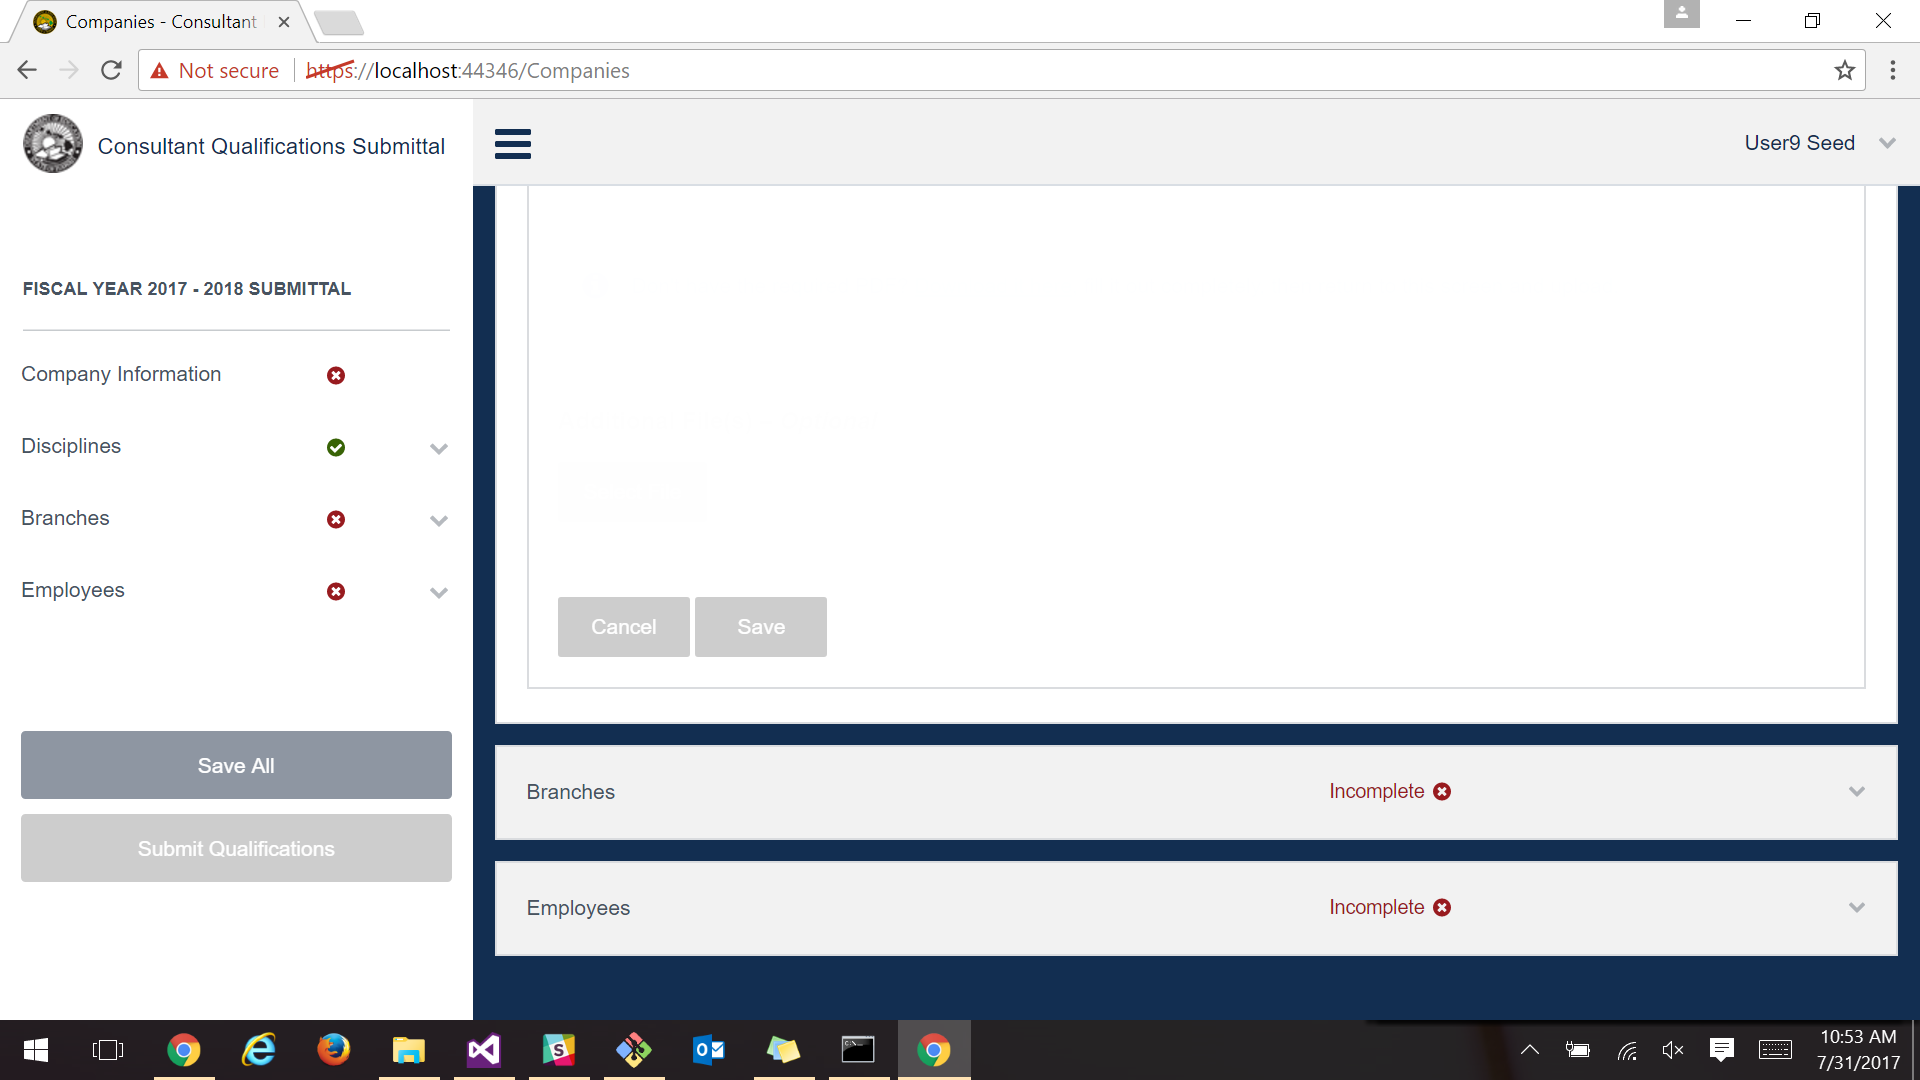 Companies - Consultant
Not secure
https://localhost:44346/Companies
Consultant Qualifications Submittal
User9 Seed
FISCAL YEAR 2017 - 2018 SUBMITTAL
Company Information
Disciplines
Branches
Employees
Cancel
Save
Save All
Submit Qualifications
Branches
Incomplete
Employees
Incomplete
10:53 AM
7/31/2017